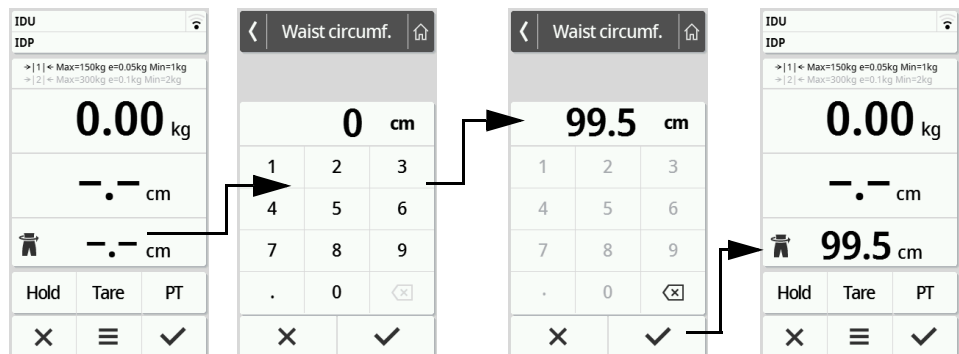 IDU
IDP
→|1|← Max=150kg e=0.05kg Min=1kg
→|2|← Max=300kg e=0.1kg Min=2kg
0.00 kg
-.- cm
-.- cm
Hold Tare PT
Waist circumf.
0 cm
1 2 3
4 5 6
7 8 9
. 0
Waist circumf.
99.5 cm
1 2 3
4 5 6
7 8 9
. 0
IDU
IDP
→|1|← Max=150kg e=0.05kg Min=1kg
→|2|← Max=300kg e=0.1kg Min=2kg
0.00 kg
-.- cm
99.5 cm
Hold Tare PT